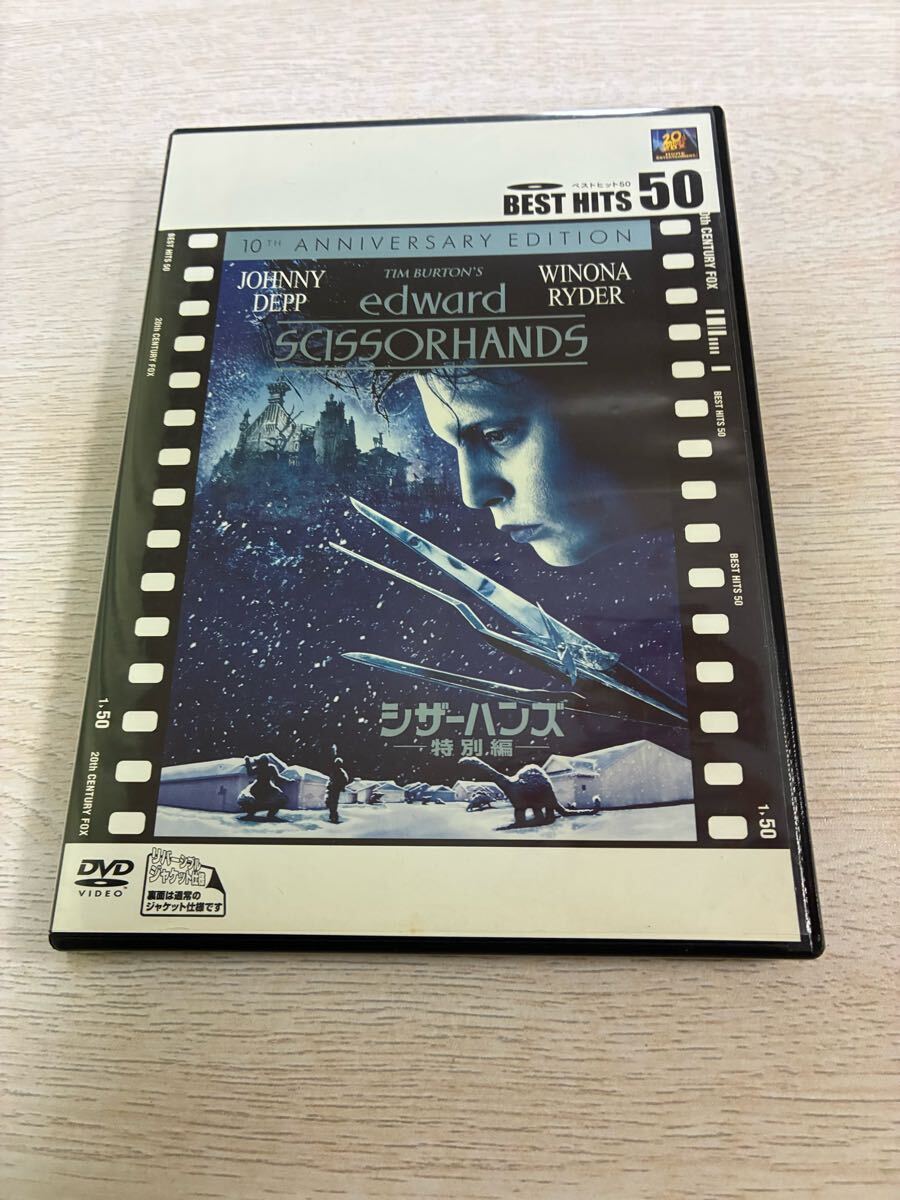 20
HOME
ENTERTAINMENT
ベストヒット50
BEST HITS 50
10TH ANNIVERSARY EDITION
JOHNNY
DEPP
TIM BURTON'S
WINONA
RYDER
edward
SCISSORHANDS
シザーハンズ
特別編
BEST HITS 50
20th CENTURY FOX
1, 50
20th CENTURY FOX
0th CENTURY FOX
BEST HITS 50
BEST HITS 50
1, 50
DVD
VIDEO
リバーシブル
ジャケット仕様
裏面は通常の
ジャケット仕様です